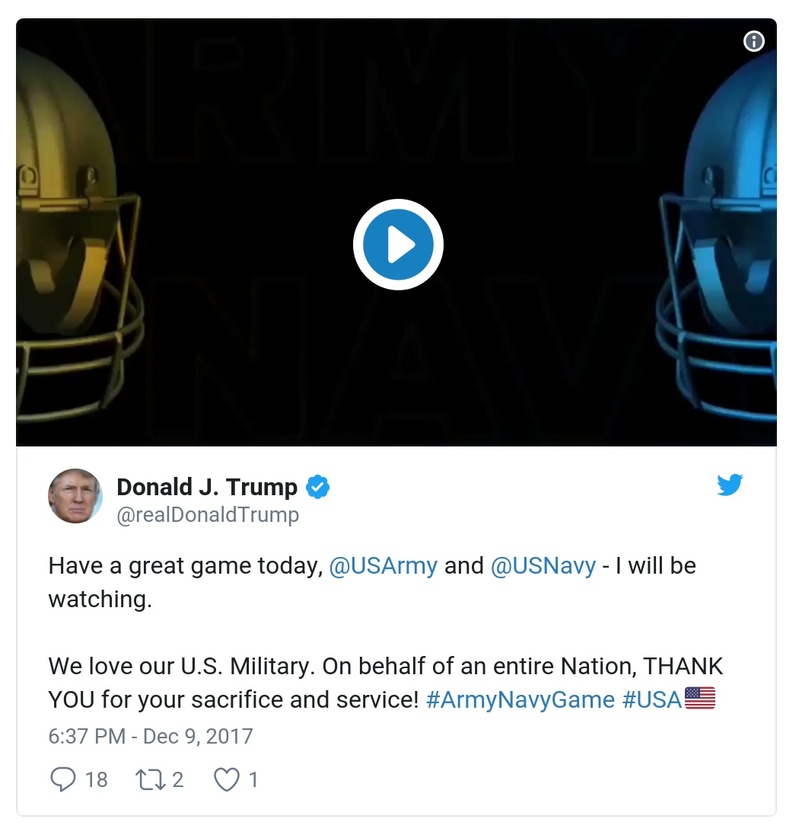 ARMY
NAV
Donald J. Trump
@realDonaldTrump
Have a great game today, @USArmy and @USNavy - I will be
watching.
We love our U.S. Military. On behalf of an entire Nation, THANK
YOU for your sacrifice and service! #ArmyNavyGame #USA🇺🇸
6:37 PM - Dec 9, 2017
18 2 1